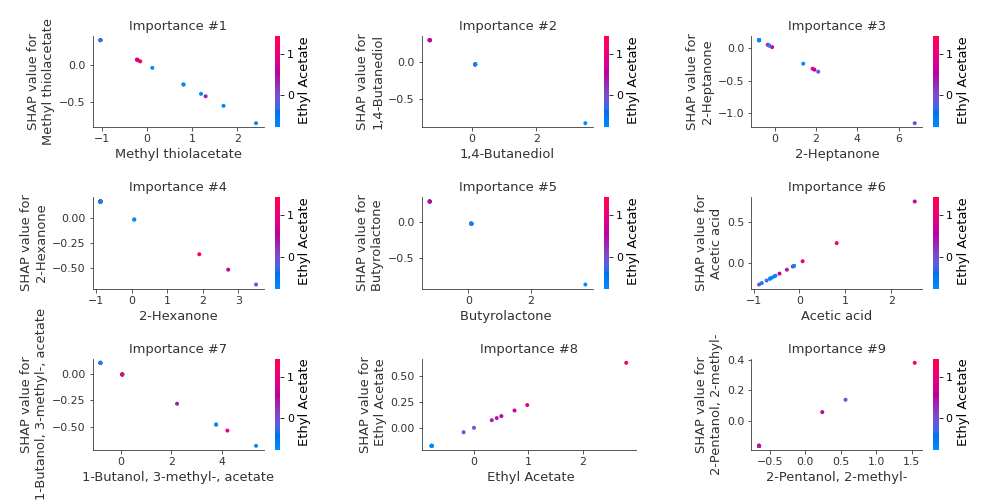 Importance #1
SHAP value for
Methyl thiolacetate
0.0
−0.5
−1
0
1
2
Methyl thiolacetate
1
0
Ethyl Acetate
Importance #2
SHAP value for
1,4-Butanediol
0.0
−0.5
0
2
1,4-Butanediol
1
0
Ethyl Acetate
Importance #3
SHAP value for
2-Heptanone
0.0
−0.5
−1.0
0
2
4
6
2-Heptanone
1
0
Ethyl Acetate
Importance #4
SHAP value for
2-Hexanone
0.00
−0.25
−0.50
−1
0
1
2
3
2-Hexanone
1
0
Ethyl Acetate
Importance #5
SHAP value for
Butyrolactone
0.0
−0.5
0
2
Butyrolactone
1
0
Ethyl Acetate
Importance #6
SHAP value for
Acetic acid
0.5
0.0
−1
0
1
2
Acetic acid
1
0
Ethyl Acetate
Importance #7
SHAP value for
1-Butanol, 3-methyl-, acetate
0.00
−0.25
−0.50
0
2
4
1-Butanol, 3-methyl-, acetate
1
0
Ethyl Acetate
Importance #8
SHAP value for
Ethyl Acetate
0.50
0.25
0.00
0
1
2
Ethyl Acetate
Importance #9
SHAP value for
2-Pentanol, 2-methyl-
0.4
0.2
0.0
−0.5
0.0
0.5
1.0
1.5
2-Pentanol, 2-methyl-
1
0
Ethyl Acetate